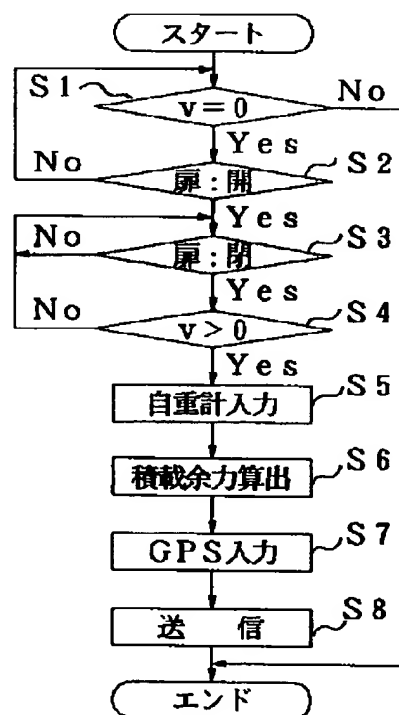 スタート
S1
v=0
No
Yes
No
扉:開
S2
Yes
No
扉:閉
S3
Yes
No
v>0
S4
Yes
自重計入力
S5
積載余力算出
S6
GPS入力
S7
送 信
S8
エンド